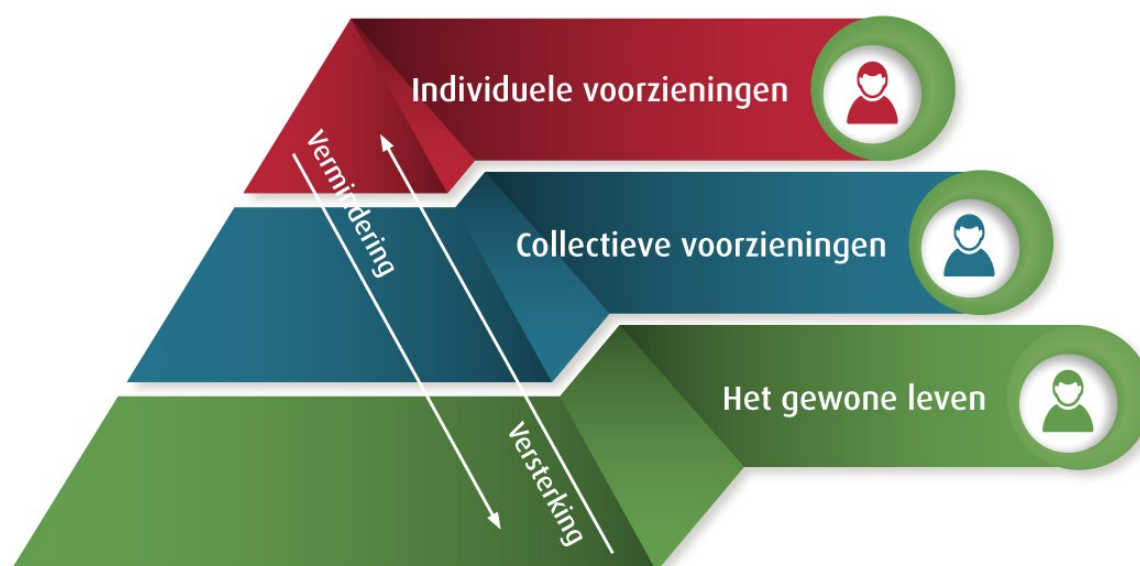 Individuele voorzieningen
Vermindering
Collectieve voorzieningen
Het gewone leven
Versterking